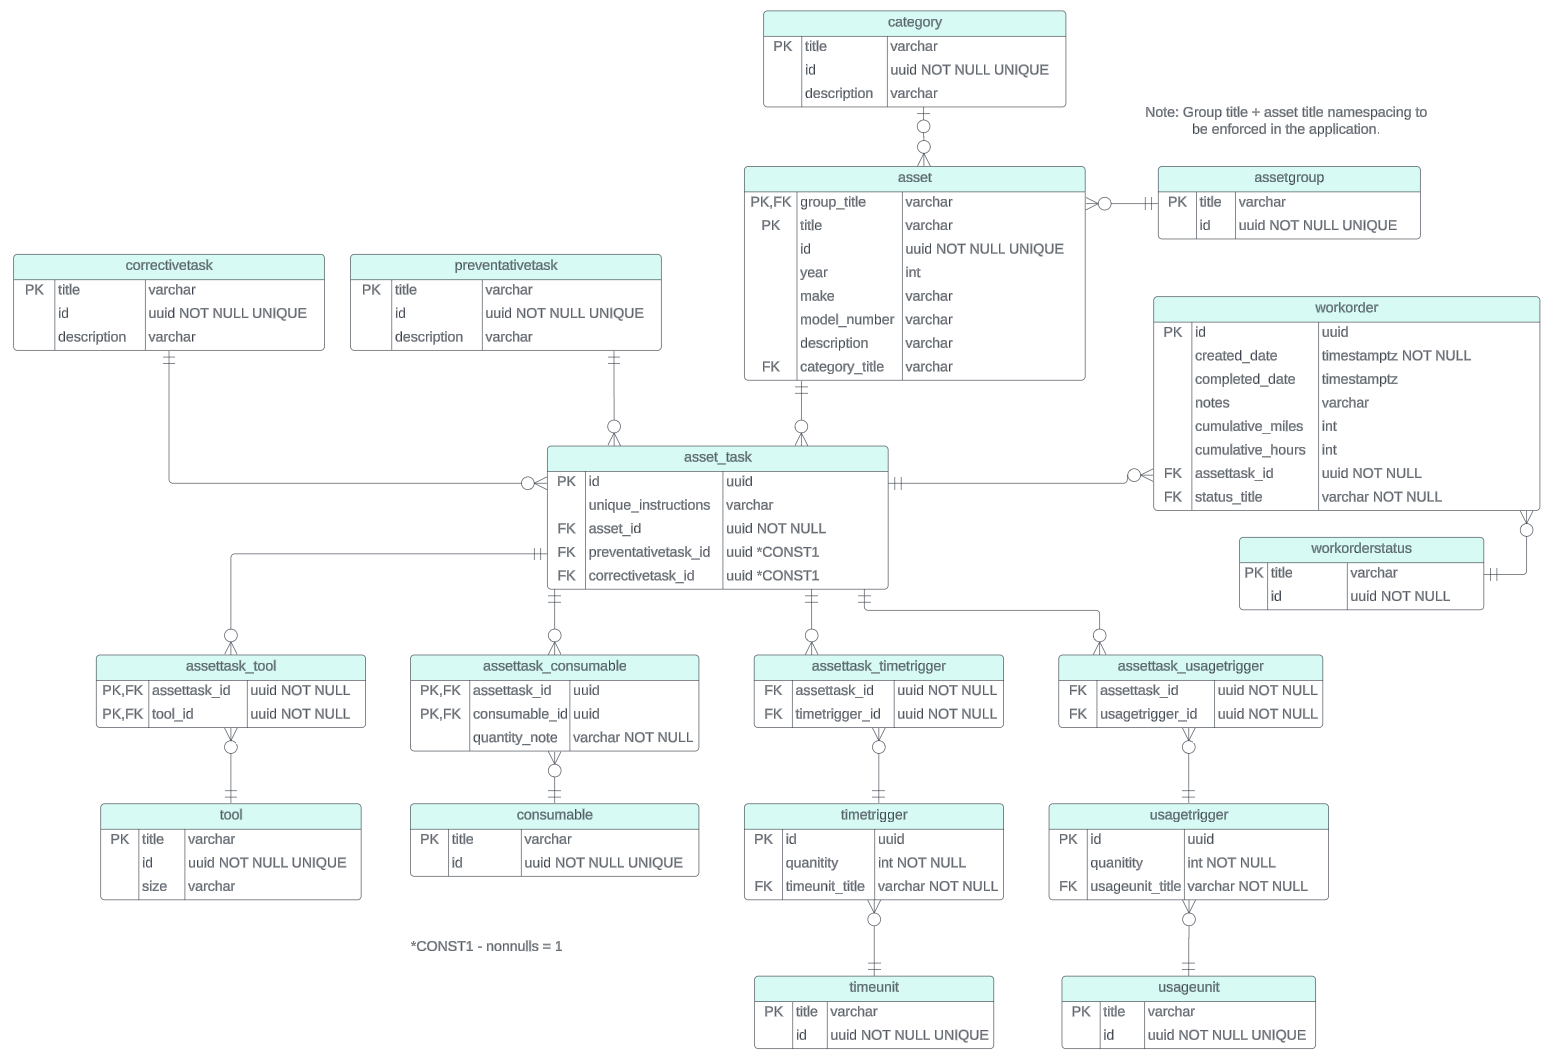 category
PK title varchar
id uuid NOT NULL UNIQUE
description varchar
Note: Group title + asset title namespacing to
be enforced in the application.
asset
PK,FK group_title varchar
PK title varchar
id uuid NOT NULL UNIQUE
year int
make varchar
model_number varchar
description varchar
FK category_title varchar
assetgroup
PK title varchar
id uuid NOT NULL UNIQUE
correctivetask
PK title varchar
id uuid NOT NULL UNIQUE
description varchar
preventativetask
PK title varchar
id uuid NOT NULL UNIQUE
description varchar
workorder
PK id uuid
created_date timestamptz NOT NULL
completed_date timestamptz
notes varchar
cumulative_miles int
cumulative_hours int
FK assettask_id uuid NOT NULL
FK status_title varchar NOT NULL
asset_task
PK id uuid
unique_instructions varchar
FK asset_id uuid NOT NULL
FK preventativetask_id uuid *CONST1
FK correctivetask_id uuid *CONST1
workorderstatus
PK title varchar
id uuid NOT NULL
assettask_tool
PK,FK assettask_id uuid NOT NULL
PK,FK tool_id uuid NOT NULL
assettask_consumable
PK,FK assettask_id uuid
PK,FK consumable_id uuid
quantity_note varchar NOT NULL
assettask_timetrigger
FK assettask_id uuid NOT NULL
FK timetrigger_id uuid NOT NULL
assettask_usagetrigger
FK assettask_id uuid NOT NULL
FK usagetrigger_id uuid NOT NULL
tool
PK title varchar
id uuid NOT NULL UNIQUE
size varchar
consumable
PK title varchar
id uuid NOT NULL UNIQUE
timetrigger
PK id uuid
quanitity int NOT NULL
FK timeunit_title varchar NOT NULL
usagetrigger
PK id uuid
quanitity int NOT NULL
FK usageunit_title varchar NOT NULL
*CONST1 - nonnulls = 1
timeunit
PK title varchar
id uuid NOT NULL UNIQUE
usageunit
PK title varchar
id uuid NOT NULL UNIQUE